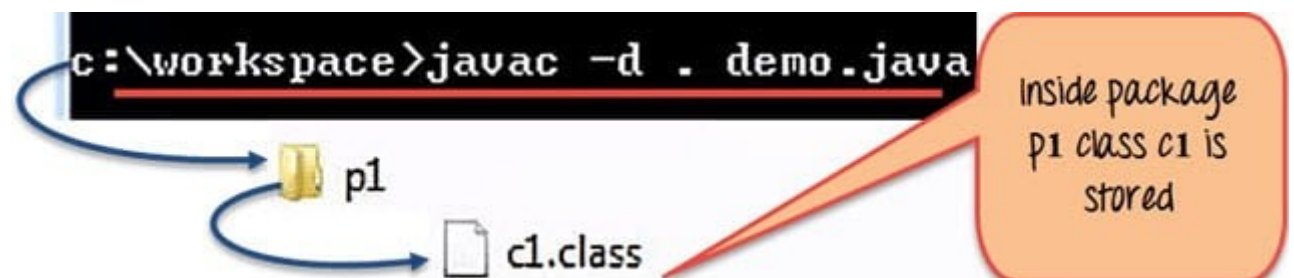 c:\workspace>javac -d . demo.java
p1
c1.class
Inside package
p1 class c1 is
stored